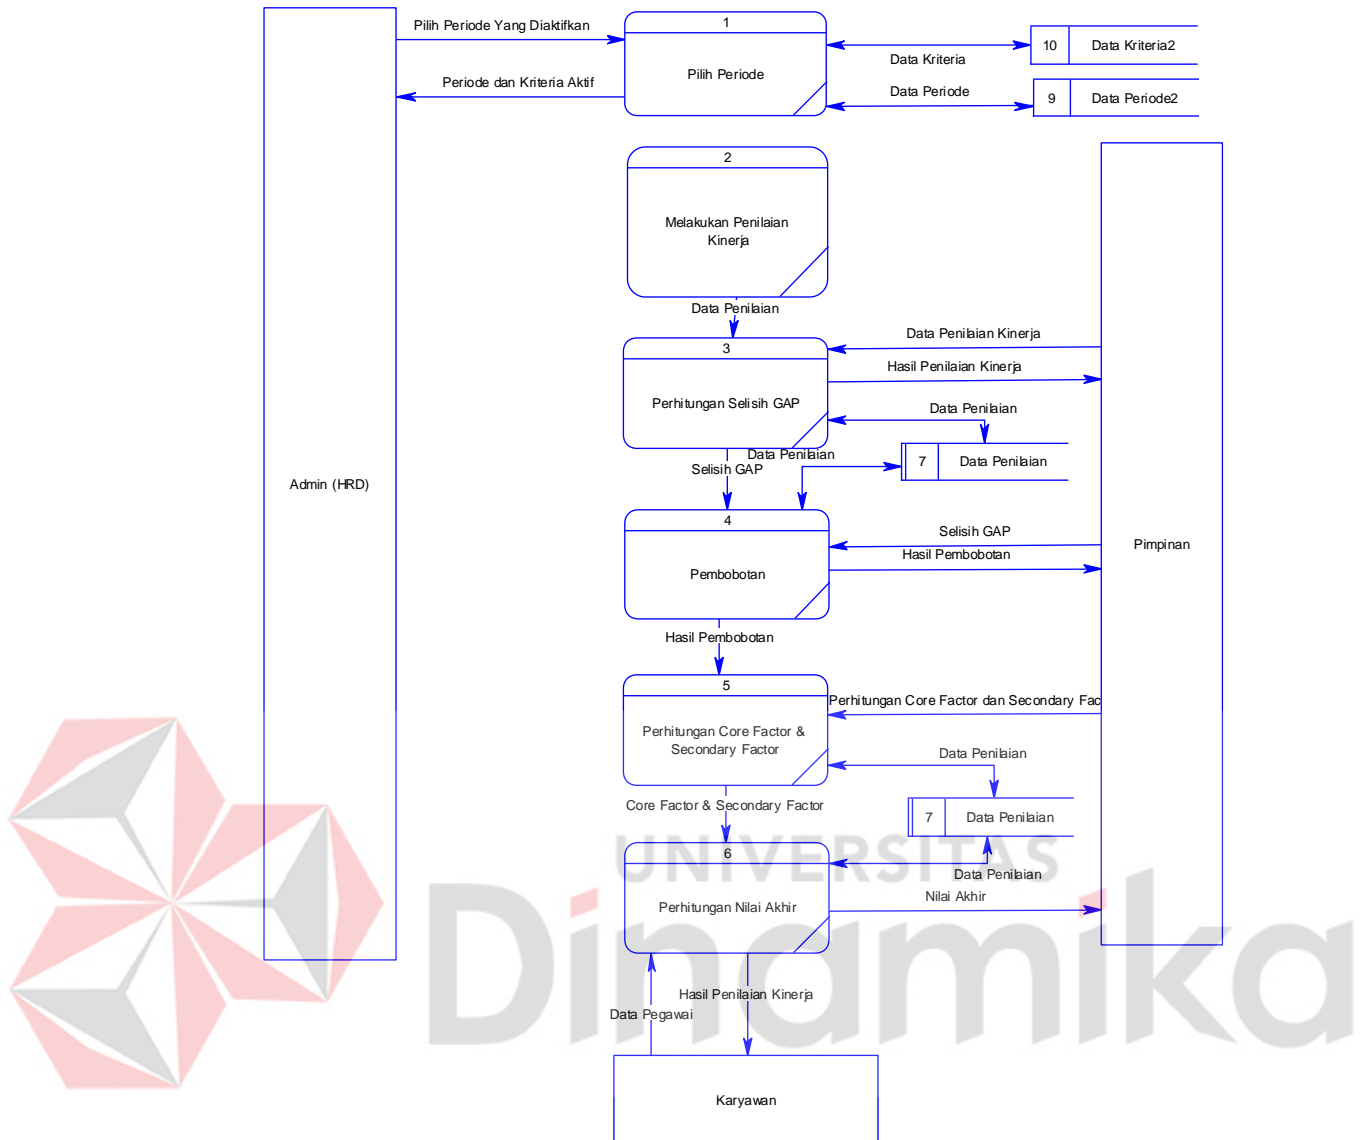 Pilih Periode Yang Diaktifkan
1
Pilih Periode
Data Kriteria
10
Data Kriteria2
Periode dan Kriteria Aktif
Data Periode
9
Data Periode2
2
Melakukan Penilaian
Kinerja
Data Penilaian
Data Penilaian Kinerja
3
Hasil Penilaian Kinerja
Perhitungan Selisih GAP
Data Penilaian
Data Penilaian
7
Data Penilaian
Selisih GAP
Admin (HRD)
4
Selisih GAP
Pimpinan
Hasil Pembobotan
Pembobotan
Hasil Pembobotan
5
Perhitungan Core Factor dan Secondary Fac
Perhitungan Core Factor &
Secondary Factor
Data Penilaian
Core Factor & Secondary Factor
7
Data Penilaian
UNIVERSITAS
6
Data Penilaian
Dinamika
Perhitungan Nilai Akhir
Nilai Akhir
Hasil Penilaian Kinerja
Data Pegawai
Karyawan